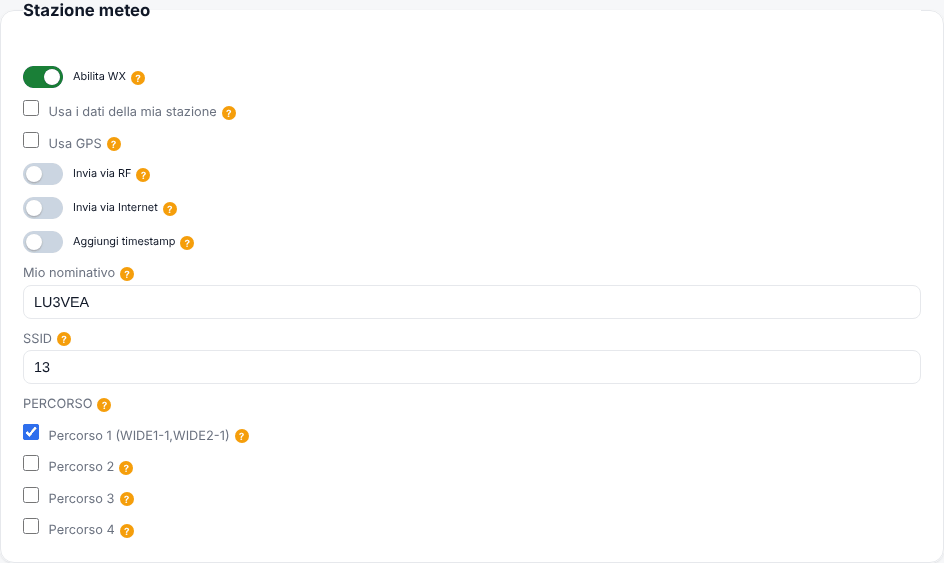 Stazione meteo
Abilita WX ?
Usa i dati della mia stazione ?
Usa GPS ?
Invia via RF ?
Invia via Internet ?
Aggiungi timestamp ?
Mio nominativo ?
LU3VEA
SSID ?
13
PERCORSO ?
Percorso 1 (WIDE1-1,WIDE2-1) ?
Percorso 2 ?
Percorso 3 ?
Percorso 4 ?